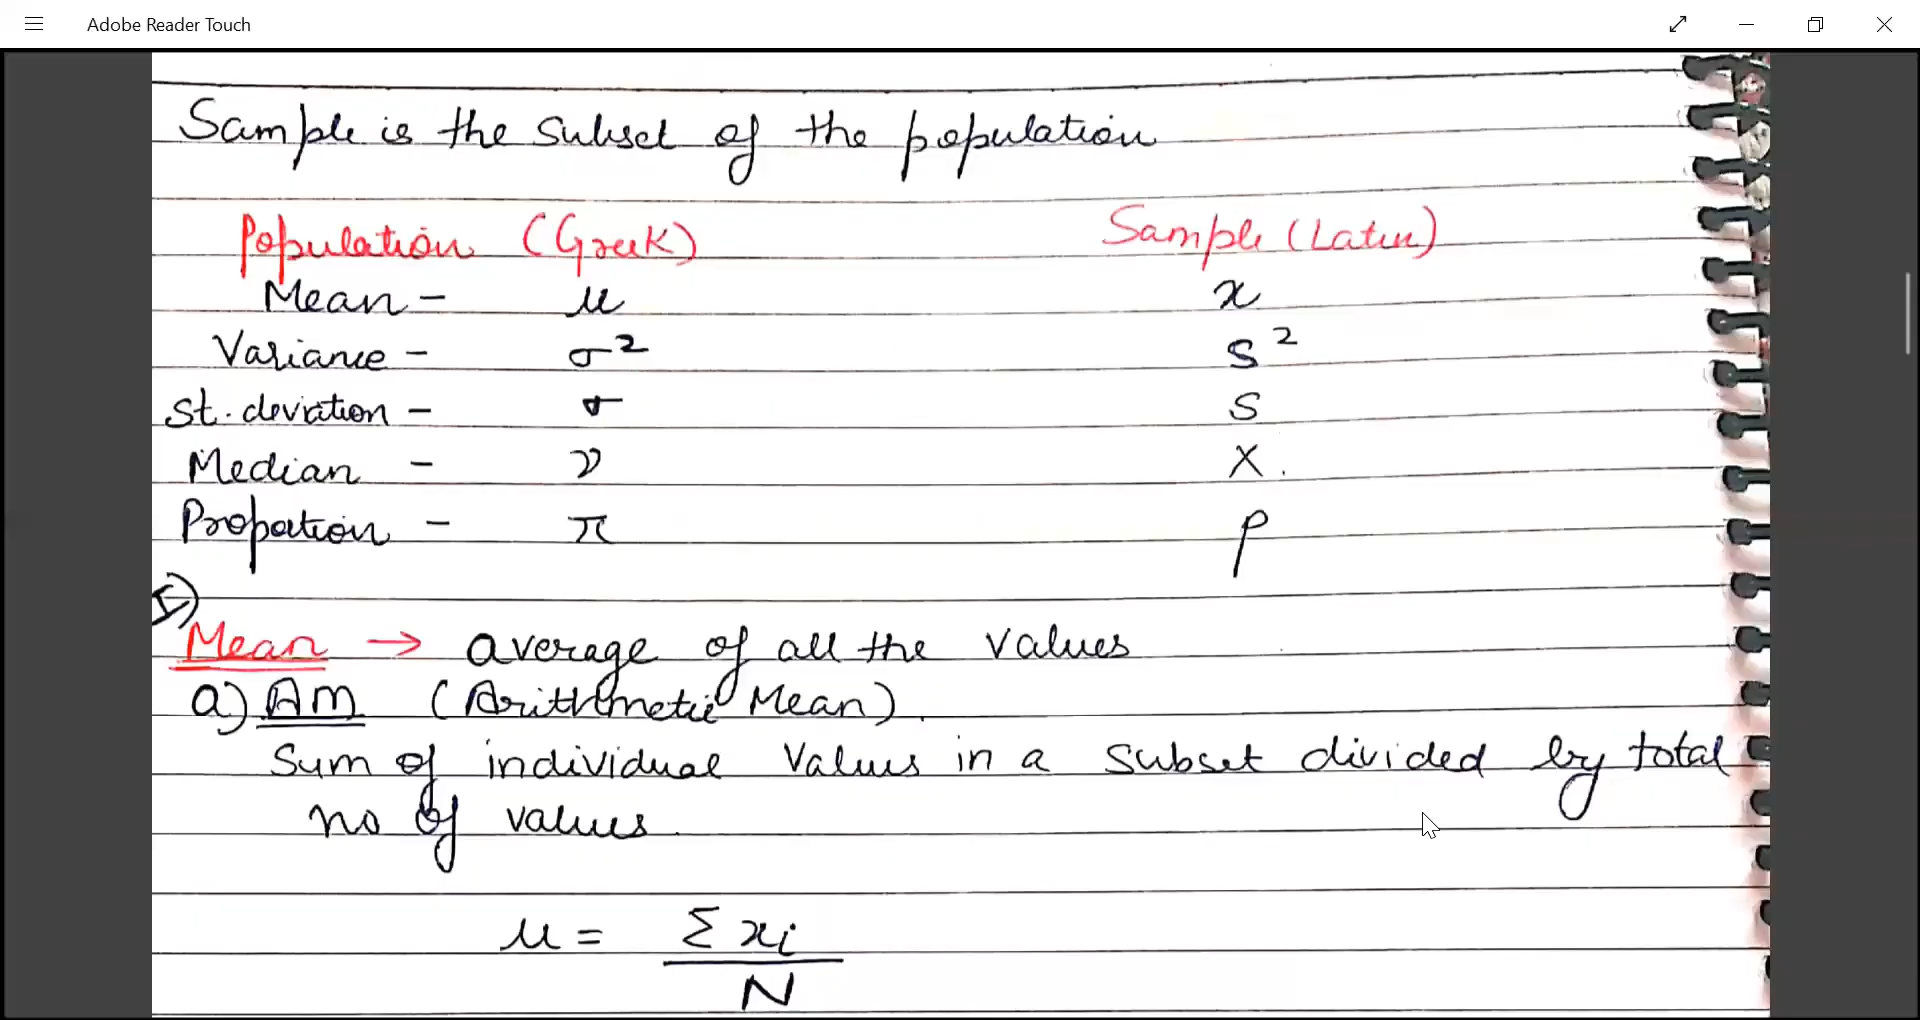 Adobe Reader Touch
Sample is the subset of the population
Population (Greek) Sample (Latin)
Mean - μ x
Variance - σ² S²
St. deviation - σ S
Median - ν X.
Propotion - π p
I)
Mean → average of all the values
a) AM (Arithmetic Mean).
Sum of individual values in a subset divided by total
no of values.
μ = Σ xi
N